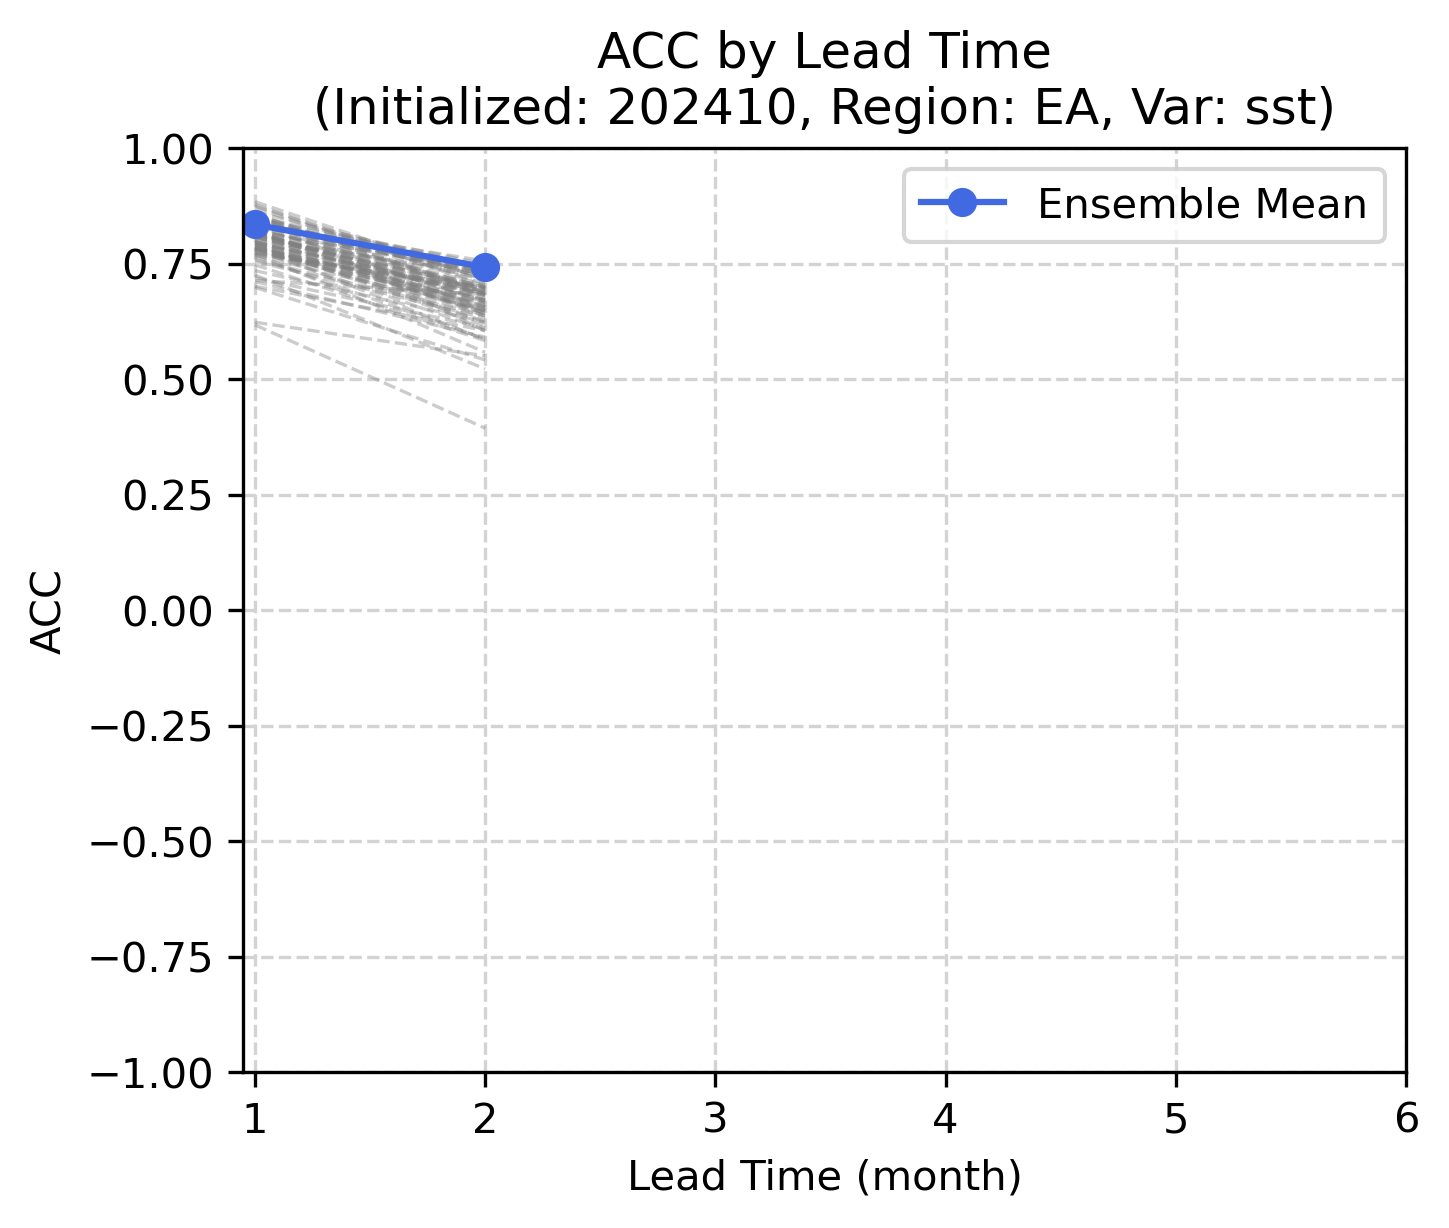 ACC by Lead Time
(Initialized: 202410, Region: EA, Var: sst)
Ensemble Mean
1.00
0.75
0.50
0.25
0.00
−0.25
−0.50
−0.75
−1.00
ACC
1 2 3 4 5 6
Lead Time (month)